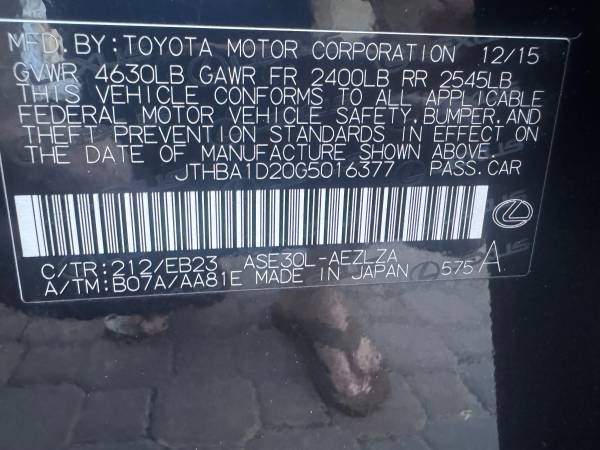 MFD.BY:TOYOTA MOTOR CORPORATION 12/15
GVWR 4630LB GAWR FR 2400LB RR 2545LB
THIS VEHICLE CONFORMS TO ALL APPLICABLE
FEDERAL MOTOR VEHICLE SAFETY,BUMPER,AND
THEFT PREVENTION STANDARDS IN EFFECT ON
THE DATE OF MANUFACTURE SHOWN ABOVE.
JTHBA1D20G5016377 PASS.CAR
C/TR:212/EB23 ASE30L-AEZLZA
A/TM:B07A/AA81E MADE IN JAPAN 575 A